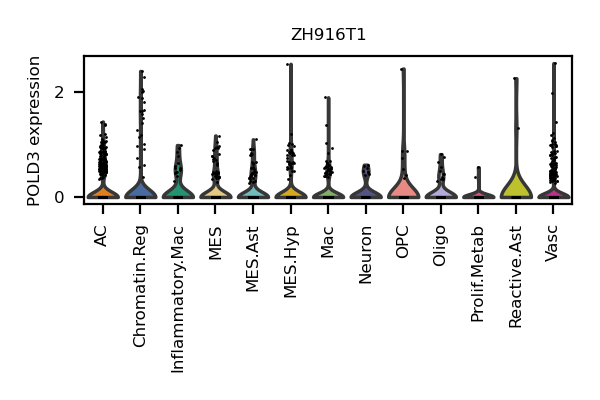 ZH916T1
POLD3 expression
2
0
AC
Chromatin.Reg
Inflammatory.Mac
MES
MES.Ast
MES.Hyp
Mac
Neuron
OPC
Oligo
Prolif.Metab
Reactive.Ast
Vasc